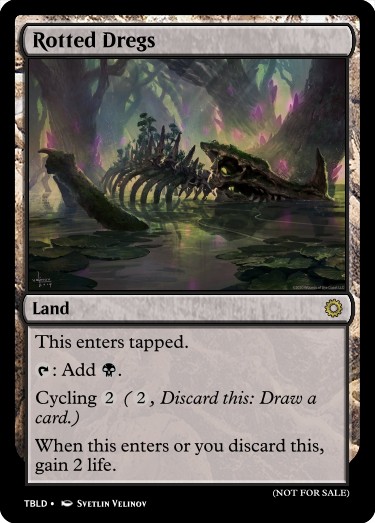 Rotted Dregs
Land
This enters tapped.
: Add .
Cycling 2 ( 2 , Discard this: Draw a
card.)
When this enters or you discard this,
gain 2 life.
(NOT FOR SALE)
TBLD • Svetlin Velinov